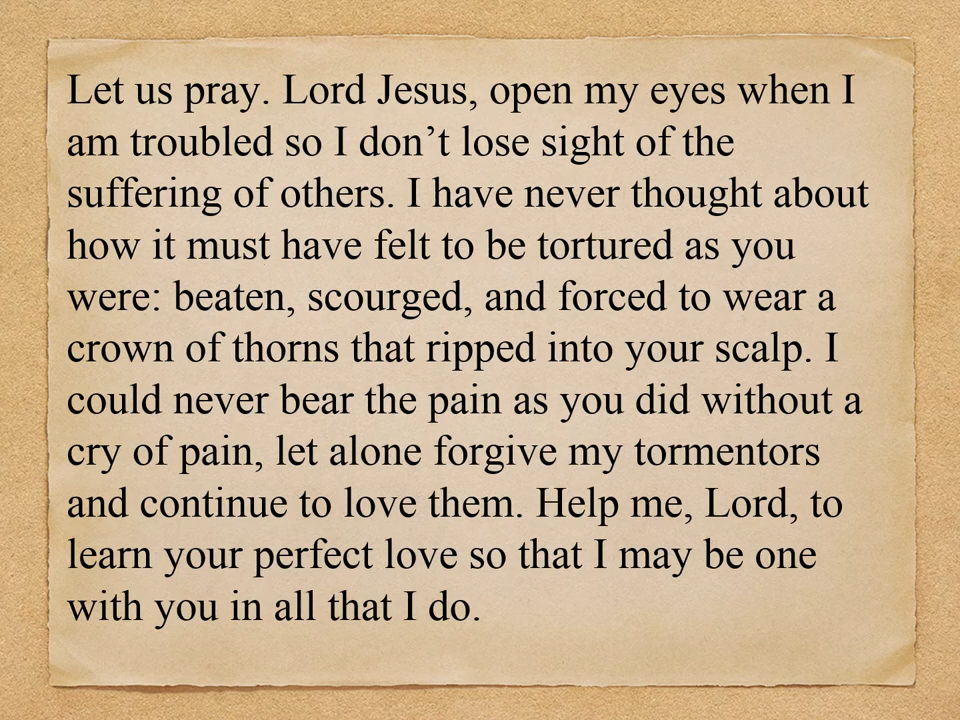 Let us pray. Lord Jesus, open my eyes when I
am troubled so I don’t lose sight of the
suffering of others. I have never thought about
how it must have felt to be tortured as you
were: beaten, scourged, and forced to wear a
crown of thorns that ripped into your scalp. I
could never bear the pain as you did without a
cry of pain, let alone forgive my tormentors
and continue to love them. Help me, Lord, to
learn your perfect love so that I may be one
with you in all that I do.